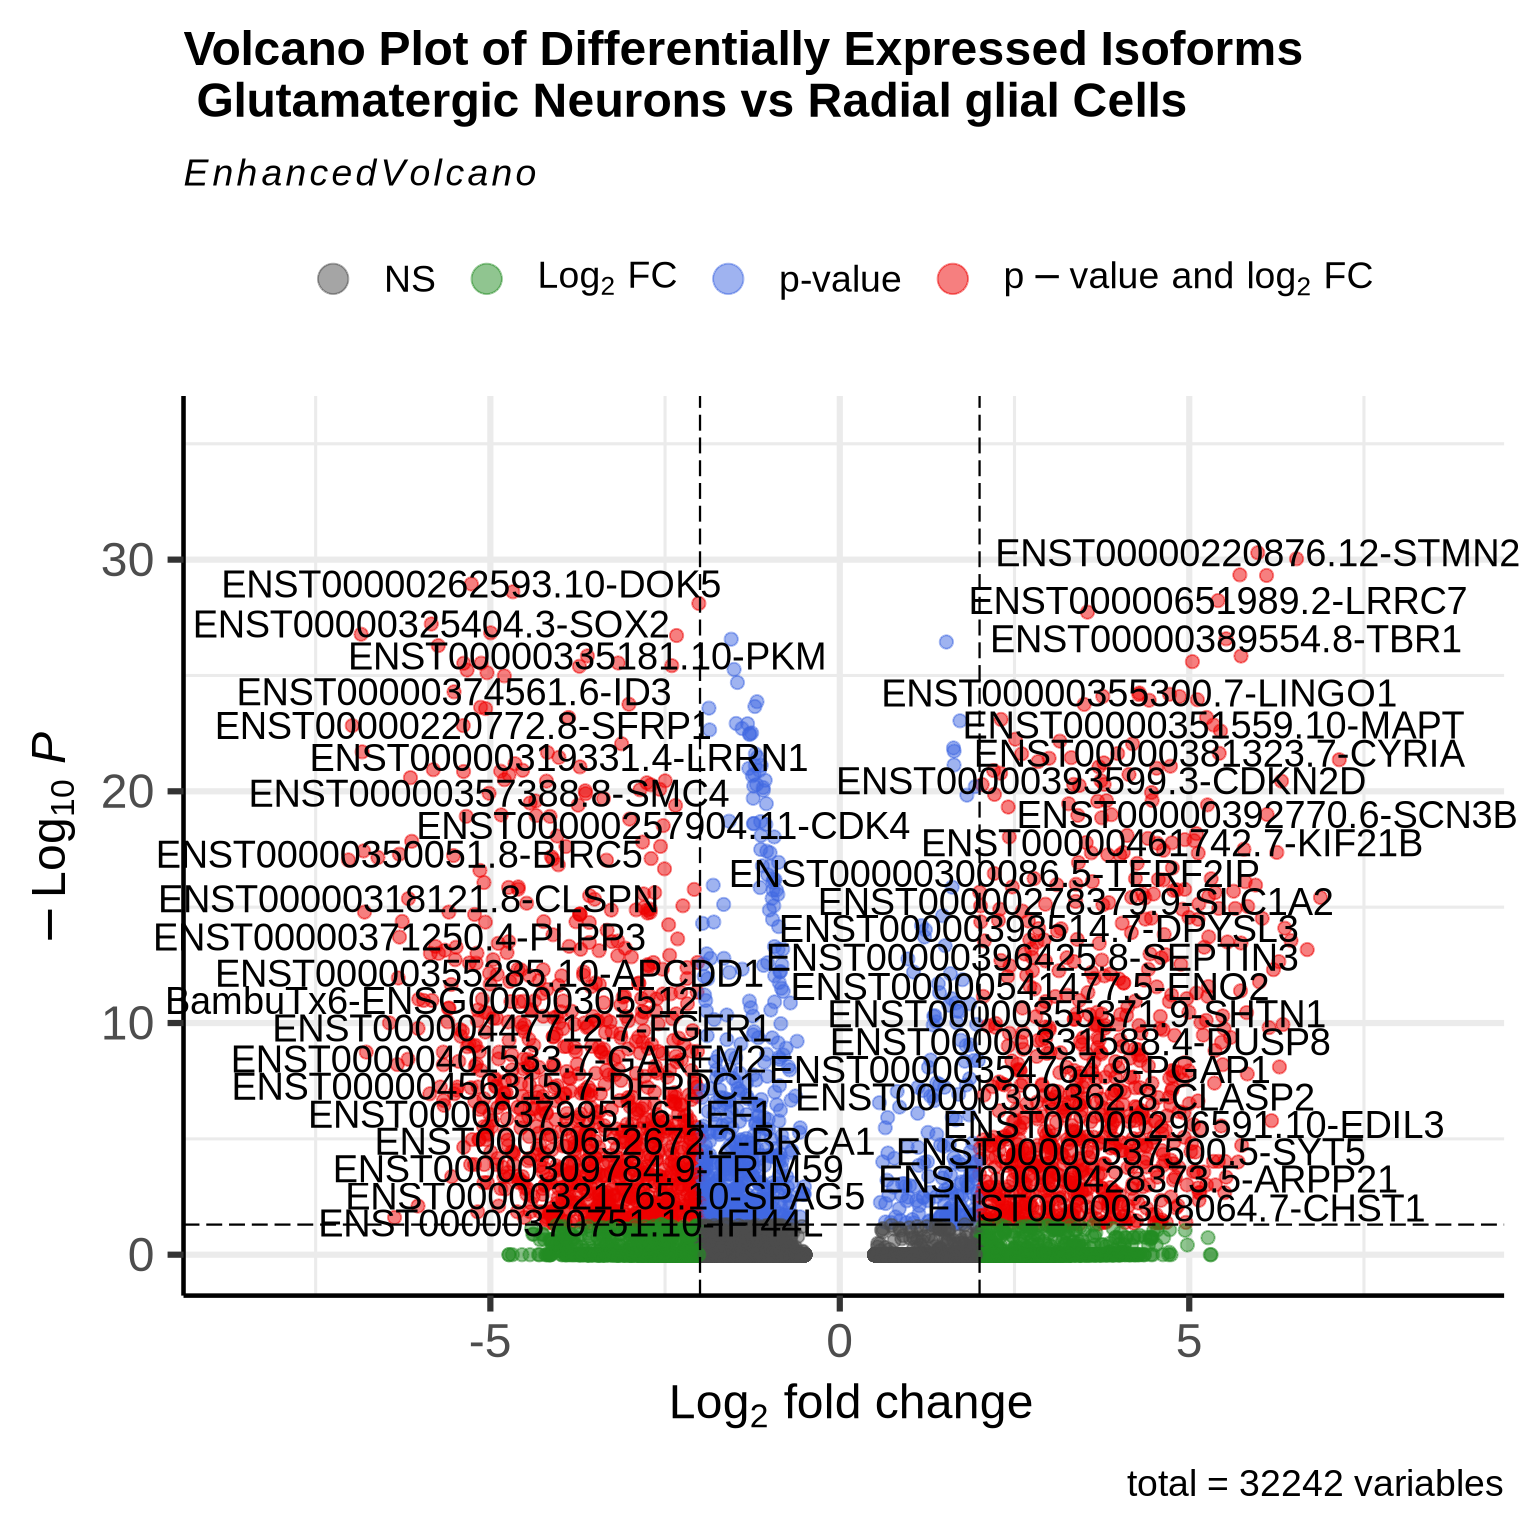 Volcano Plot of Differentially Expressed Isoforms
Glutamatergic Neurons vs Radial glial Cells
EnhancedVolcano
NS Log2 FC p-value p – value and log2 FC
– Log10 P
30
20
10
0
ENST00000220876.12-STMN2
ENST00000262593.10-DOK5
ENST00000651989.2-LRRC7
ENST00000325404.3-SOX2
ENST00000389554.8-TBR1
ENST00000335181.10-PKM
ENST00000374561.6-ID3
ENST00000355300.7-LINGO1
ENST00000220772.8-SFRP1
ENST00000351559.10-MAPT
ENST00000319331.4-LRRN1
ENST00000381323.7-CYRIA
ENST00000393599.3-CDKN2D
ENST00000357388.8-SMC4
ENST00000392770.6-SCN3B
ENST00000257904.11-CDK4
ENST00000461742.7-KIF21B
ENST00000350051.8-BIRC5
ENST00000300086.5-TERF2IP
ENST00000318121.8-CLSPN
ENST00000278379.9-SLC1A2
ENST00000398514.7-DPYSL3
ENST00000371250.4-PLPP3
ENST00000396425.8-SEPTIN3
ENST00000355285.10-APCDD1
BambuTx6-ENSG00000305512
ENST00000447712.7-FGFR1
ENST00000331588.4-DUSP8
ENST00000401533.7-GAREM2
ENST00000354764.9-PGAP1
ENST00000456315.7-DEPDC1
ENST00000399362.8-CLASP2
ENST00000379951.6-LEF1
ENST00000296591.10-EDIL3
ENST00000652672.2-BRCA1
ENST00000537500.5-SYT5
ENST00000309784.9-TRIM59
ENST00000428373.5-ARPP21
ENST00000321765.10-SPAG5
ENST00000308064.7-CHST1
ENST00000370751.10-IFI44L
-5 0 5
Log2 fold change
total = 32242 variables